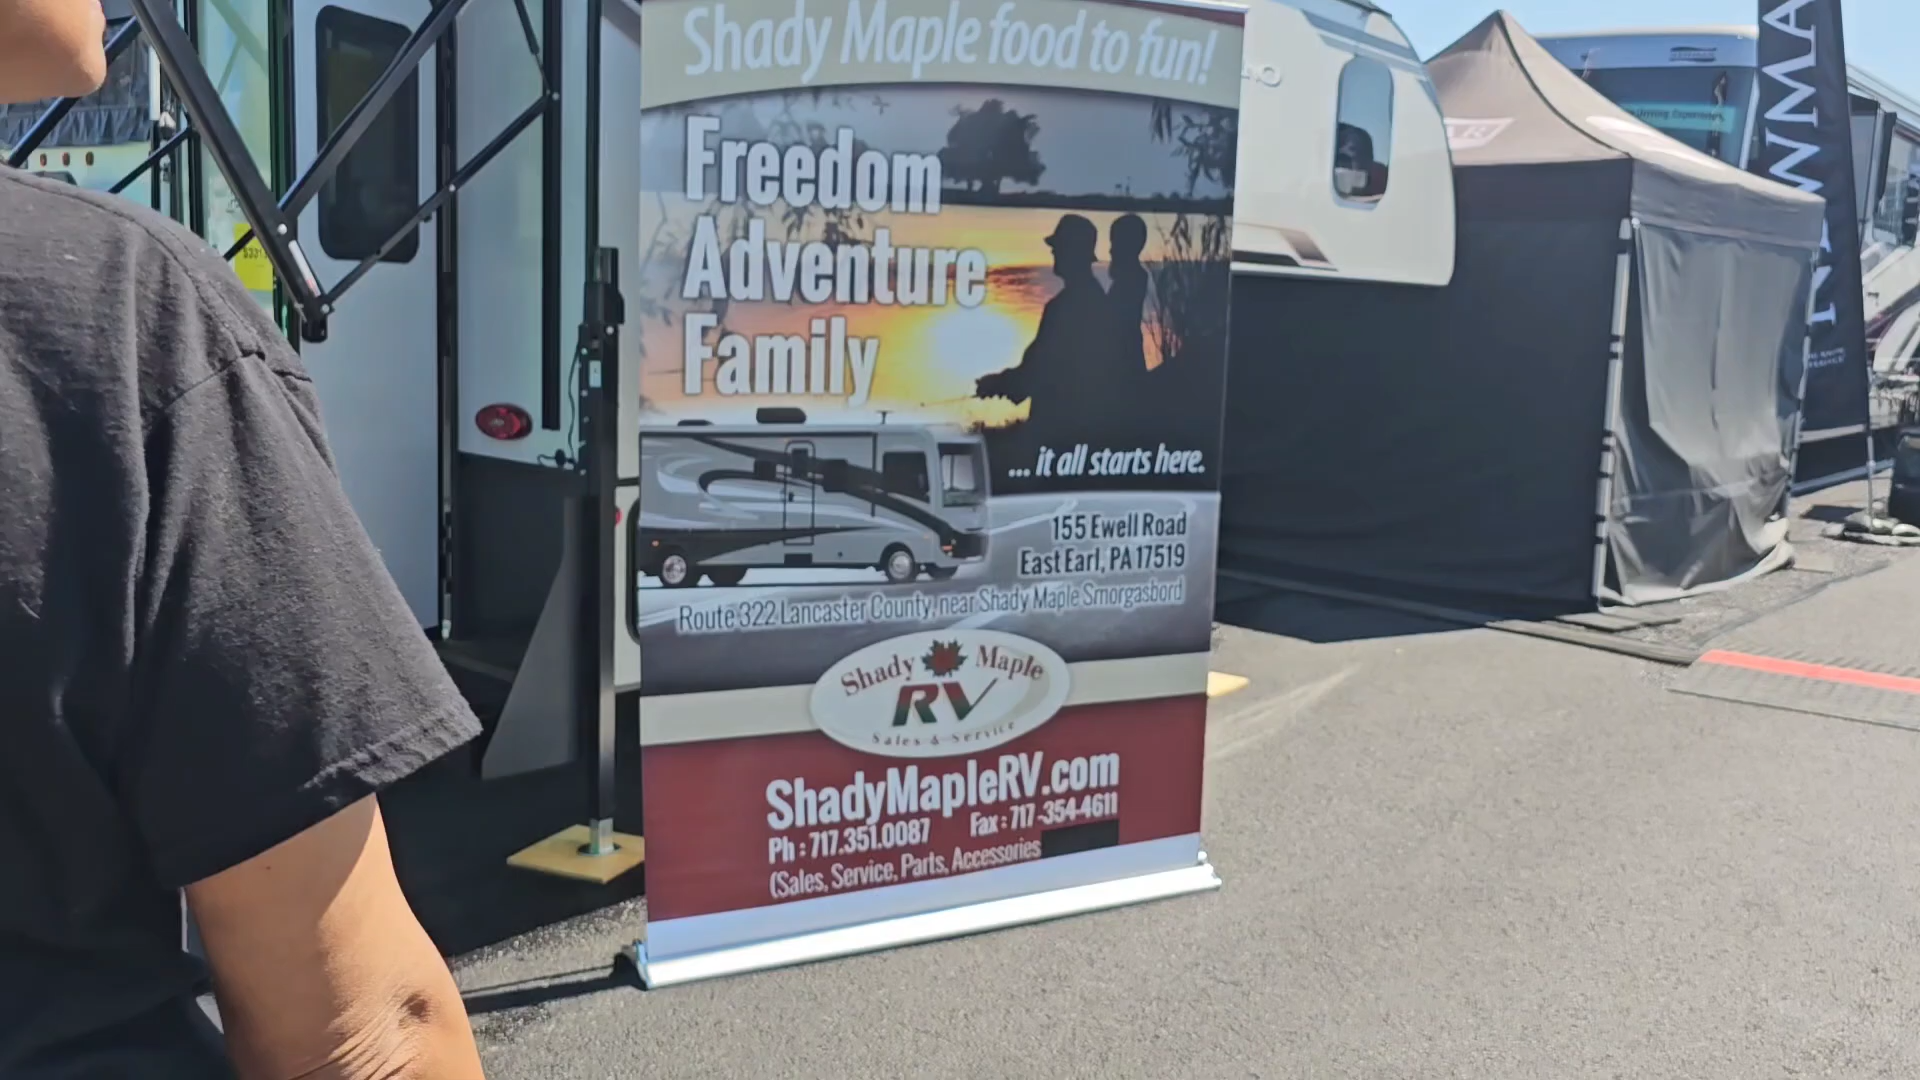 Shady Maple food to fun!
Freedom
Adventure
Family
... it all starts here.
155 Ewell Road
East Earl, PA 17519
Route 322 Lancaster County, near Shady Maple Smorgasbord
Shady Maple
RV
Sales & Service
ShadyMapleRV.com
Ph : 717.351.0087 Fax : 717-354-4611
(Sales, Service, Parts, Accessories